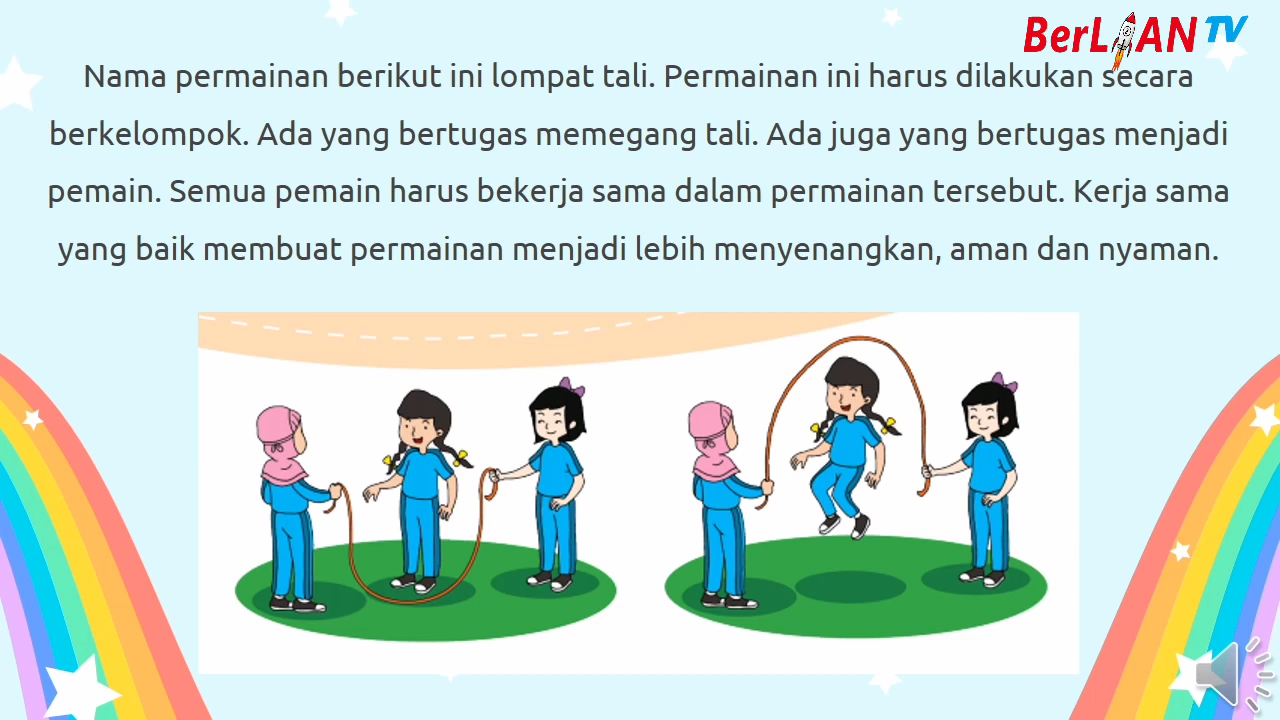 BerLIAN TV
Nama permainan berikut ini lompat tali. Permainan ini harus dilakukan secara
berkelompok. Ada yang bertugas memegang tali. Ada juga yang bertugas menjadi
pemain. Semua pemain harus bekerja sama dalam permainan tersebut. Kerja sama
yang baik membuat permainan menjadi lebih menyenangkan, aman dan nyaman.